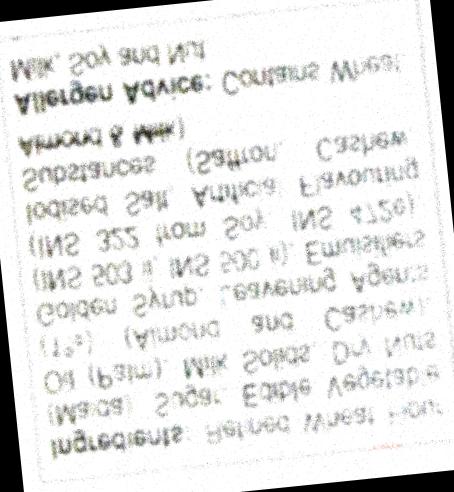 Ingredients: Refined Wheat Flour
(Maida) Sugar, Edible Vegetable
Oil (Palm), Milk Solids, Dry Nuts
(1%) (Almond and Cashew),
Golden Syrup, Leavening Agents
(INS 503 ii, INS 500 ii), Emulsifiers
(INS 322 from Soy, INS 472e),
Iodised Salt, Artificial Flavouring
Substances (Saffron, Cashew
Almond & Milk)
Allergen Advice: Contains Wheat,
Milk, Soy and Nut